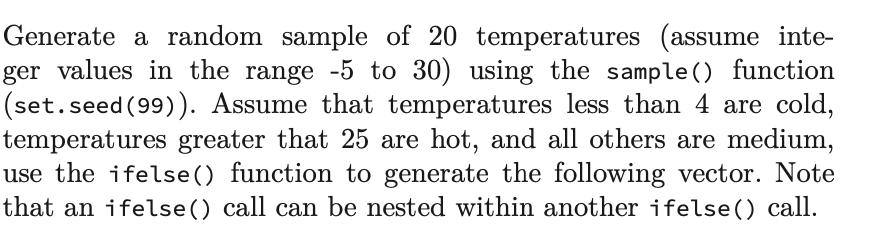 Generate a random sample of 20 temperatures (assume inte-
ger values in the range -5 to 30) using the sample() function
(set.seed(99)). Assume that temperatures less than 4 are cold,
temperatures greater that 25 are hot, and all others are medium,
use the ifelse() function to generate the following vector. Note
that an ifelse() call can be nested within another ifelse() call.